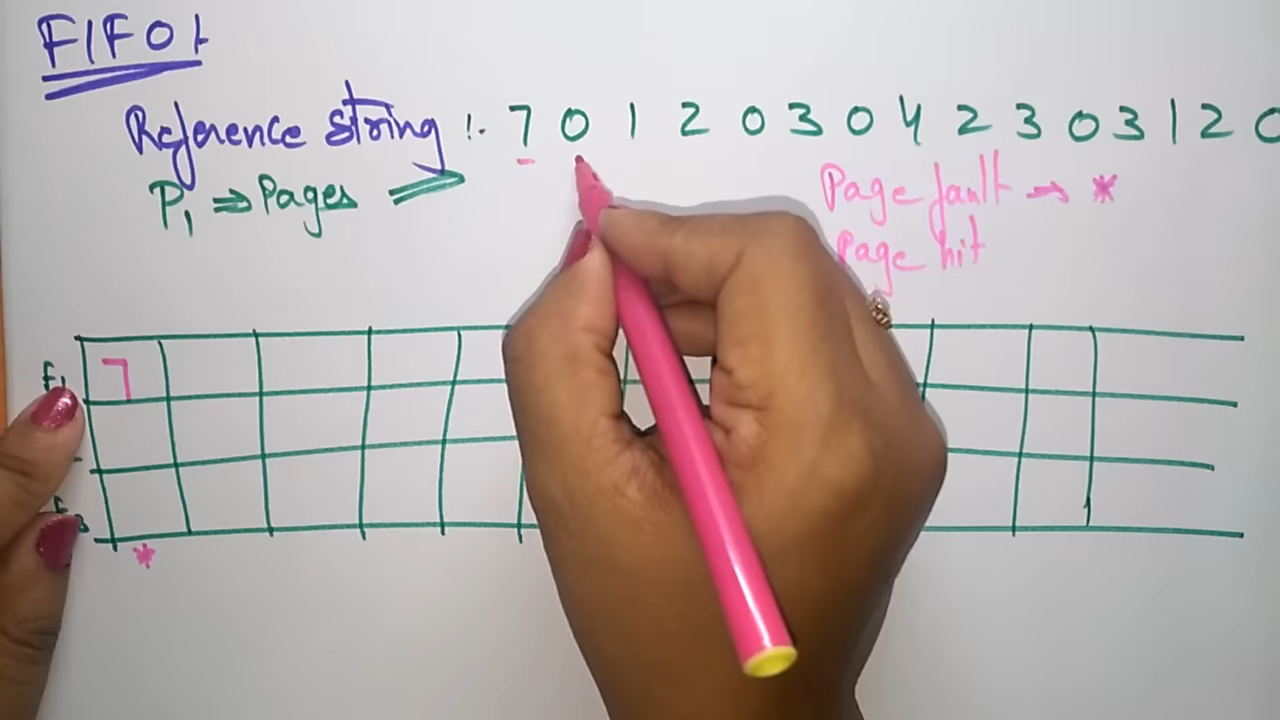 FIFO :-
Reference string :- 7 0 1 2 0 3 0 4 2 3 0 3 1 2 0
P1 ⇒ Pages ⇒
Page fault → *
Page hit
F1 7
F3
*